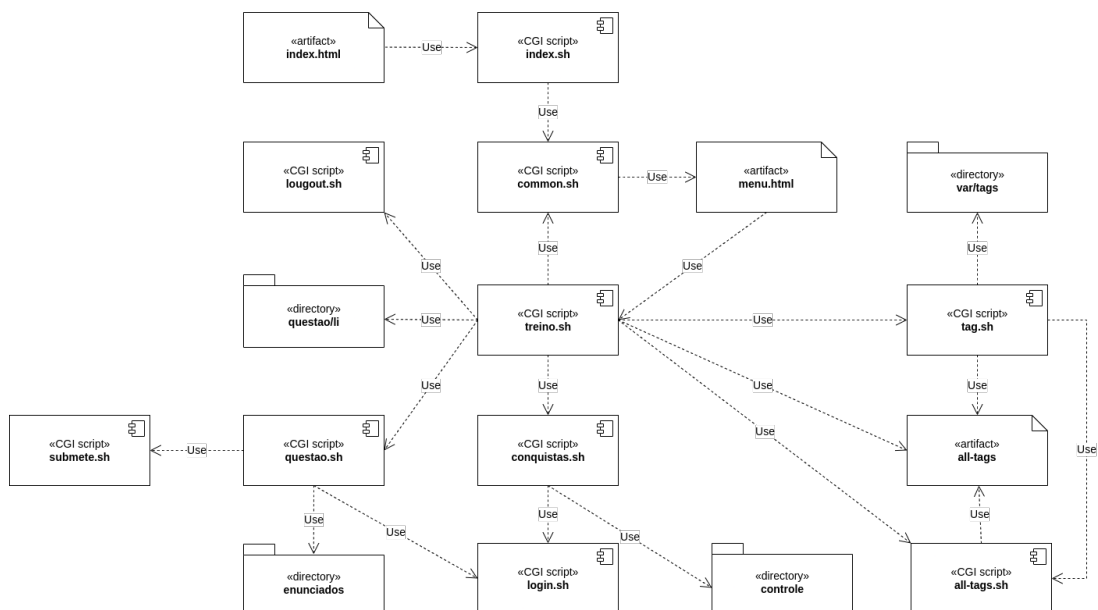 «artifact»
index.html
Use
«CGI script»
index.sh
Use
«CGI script»
lougout.sh
«CGI script»
common.sh
Use
«artifact»
menu.html
«directory»
var/tags
Use
Use
Use
Use
«directory»
questao/li
Use
«CGI script»
treino.sh
Use
«CGI script»
tag.sh
Use
Use
Use
Use
Use
«CGI script»
submete.sh
Use
«CGI script»
questao.sh
«CGI script»
conquistas.sh
Use
«artifact»
all-tags
Use
Use
Use
Use
Use
Use
«directory»
enunciados
«CGI script»
login.sh
«directory»
controle
«CGI script»
all-tags.sh